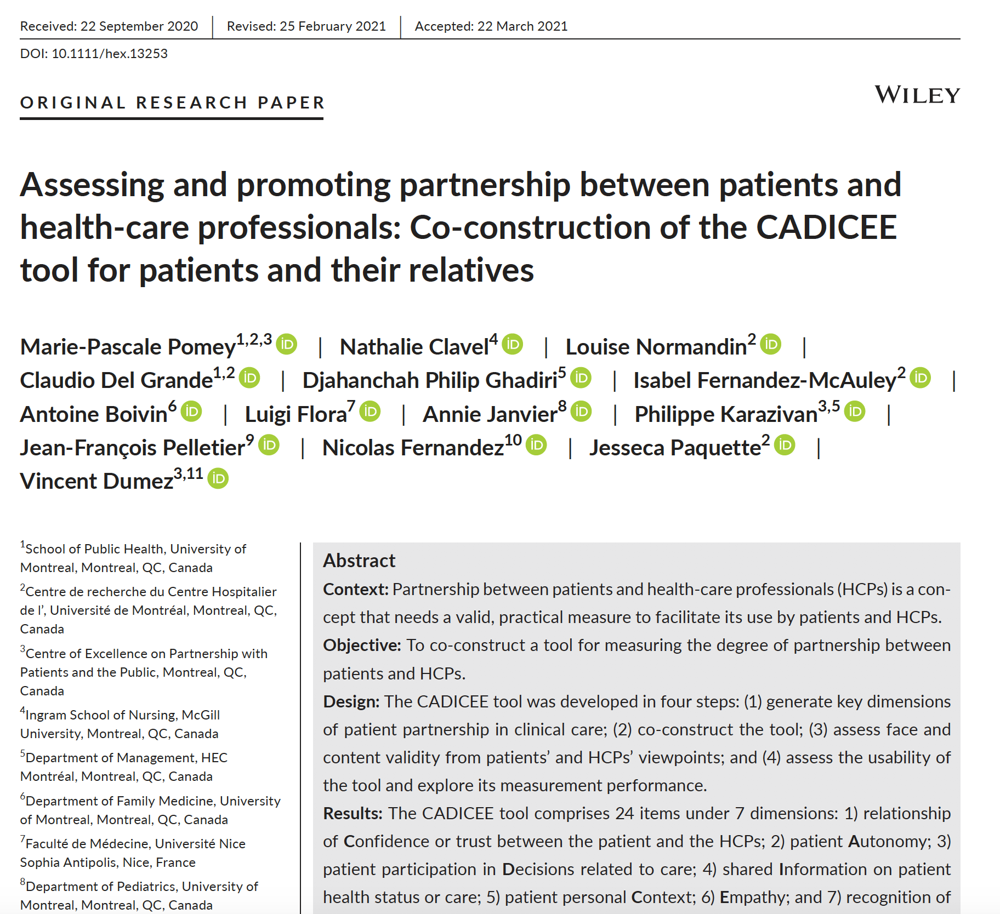 Received: 22 September 2020 | Revised: 25 February 2021 | Accepted: 22 March 2021
DOI: 10.1111/hex.13253
ORIGINAL RESEARCH PAPER
WILEY
Assessing and promoting partnership between patients and
health-care professionals: Co-construction of the CADICEE
tool for patients and their relatives
Marie-Pascale Pomey1,2,3 iD | Nathalie Clavel4 iD | Louise Normandin2 iD |
Claudio Del Grande1,2 iD | Djahanchah Philip Ghadiri5 iD | Isabel Fernandez-McAuley2 iD |
Antoine Boivin6 iD | Luigi Flora7 iD | Annie Janvier8 iD | Philippe Karazivan3,5 iD |
Jean-François Pelletier9 iD | Nicolas Fernandez10 iD | Jesseca Paquette2 iD |
Vincent Dumez3,11 iD
1School of Public Health, University of
Montreal, Montreal, QC, Canada
2Centre de recherche du Centre Hospitalier
de l’, Université de Montréal, Montreal, QC,
Canada
3Centre of Excellence on Partnership with
Patients and the Public, Montreal, QC,
Canada
4Ingram School of Nursing, McGill
University, Montreal, QC, Canada
5Department of Management, HEC
Montréal, Montreal, QC, Canada
6Department of Family Medicine, University
of Montreal, Montreal, QC, Canada
7Faculté de Médecine, Université Nice
Sophia Antipolis, Nice, France
8Department of Pediatrics, University of
Montreal, Montreal, QC, Canada
Abstract
Context: Partnership between patients and health-care professionals (HCPs) is a con-
cept that needs a valid, practical measure to facilitate its use by patients and HCPs.
Objective: To co-construct a tool for measuring the degree of partnership between
patients and HCPs.
Design: The CADICEE tool was developed in four steps: (1) generate key dimensions
of patient partnership in clinical care; (2) co-construct the tool; (3) assess face and
content validity from patients’ and HCPs’ viewpoints; and (4) assess the usability of
the tool and explore its measurement performance.
Results: The CADICEE tool comprises 24 items under 7 dimensions: 1) relationship
of Confidence or trust between the patient and the HCPs; 2) patient Autonomy; 3)
patient participation in Decisions related to care; 4) shared Information on patient
health status or care; 5) patient personal Context; 6) Empathy; and 7) recognition of